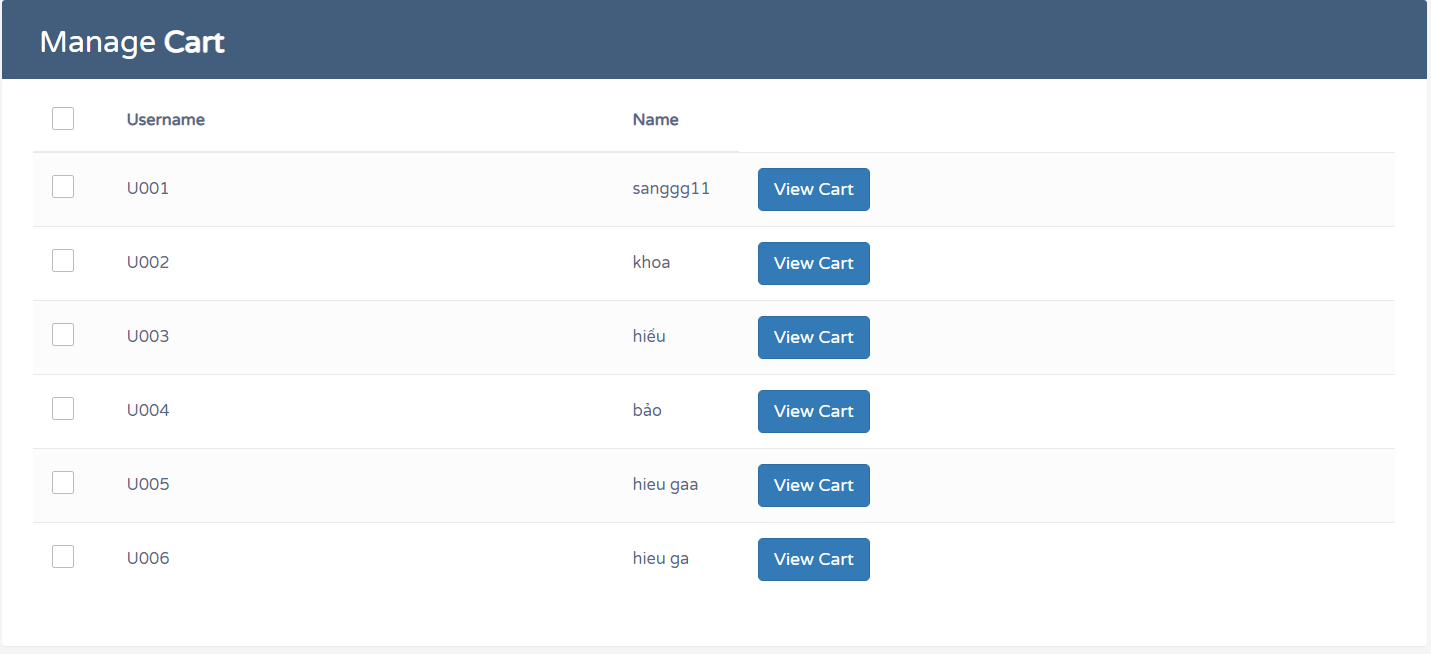 Manage Cart
Username Name
U001 sanggg11 View Cart
U002 khoa View Cart
U003 hiếu View Cart
U004 bảo View Cart
U005 hieu gaa View Cart
U006 hieu ga View Cart